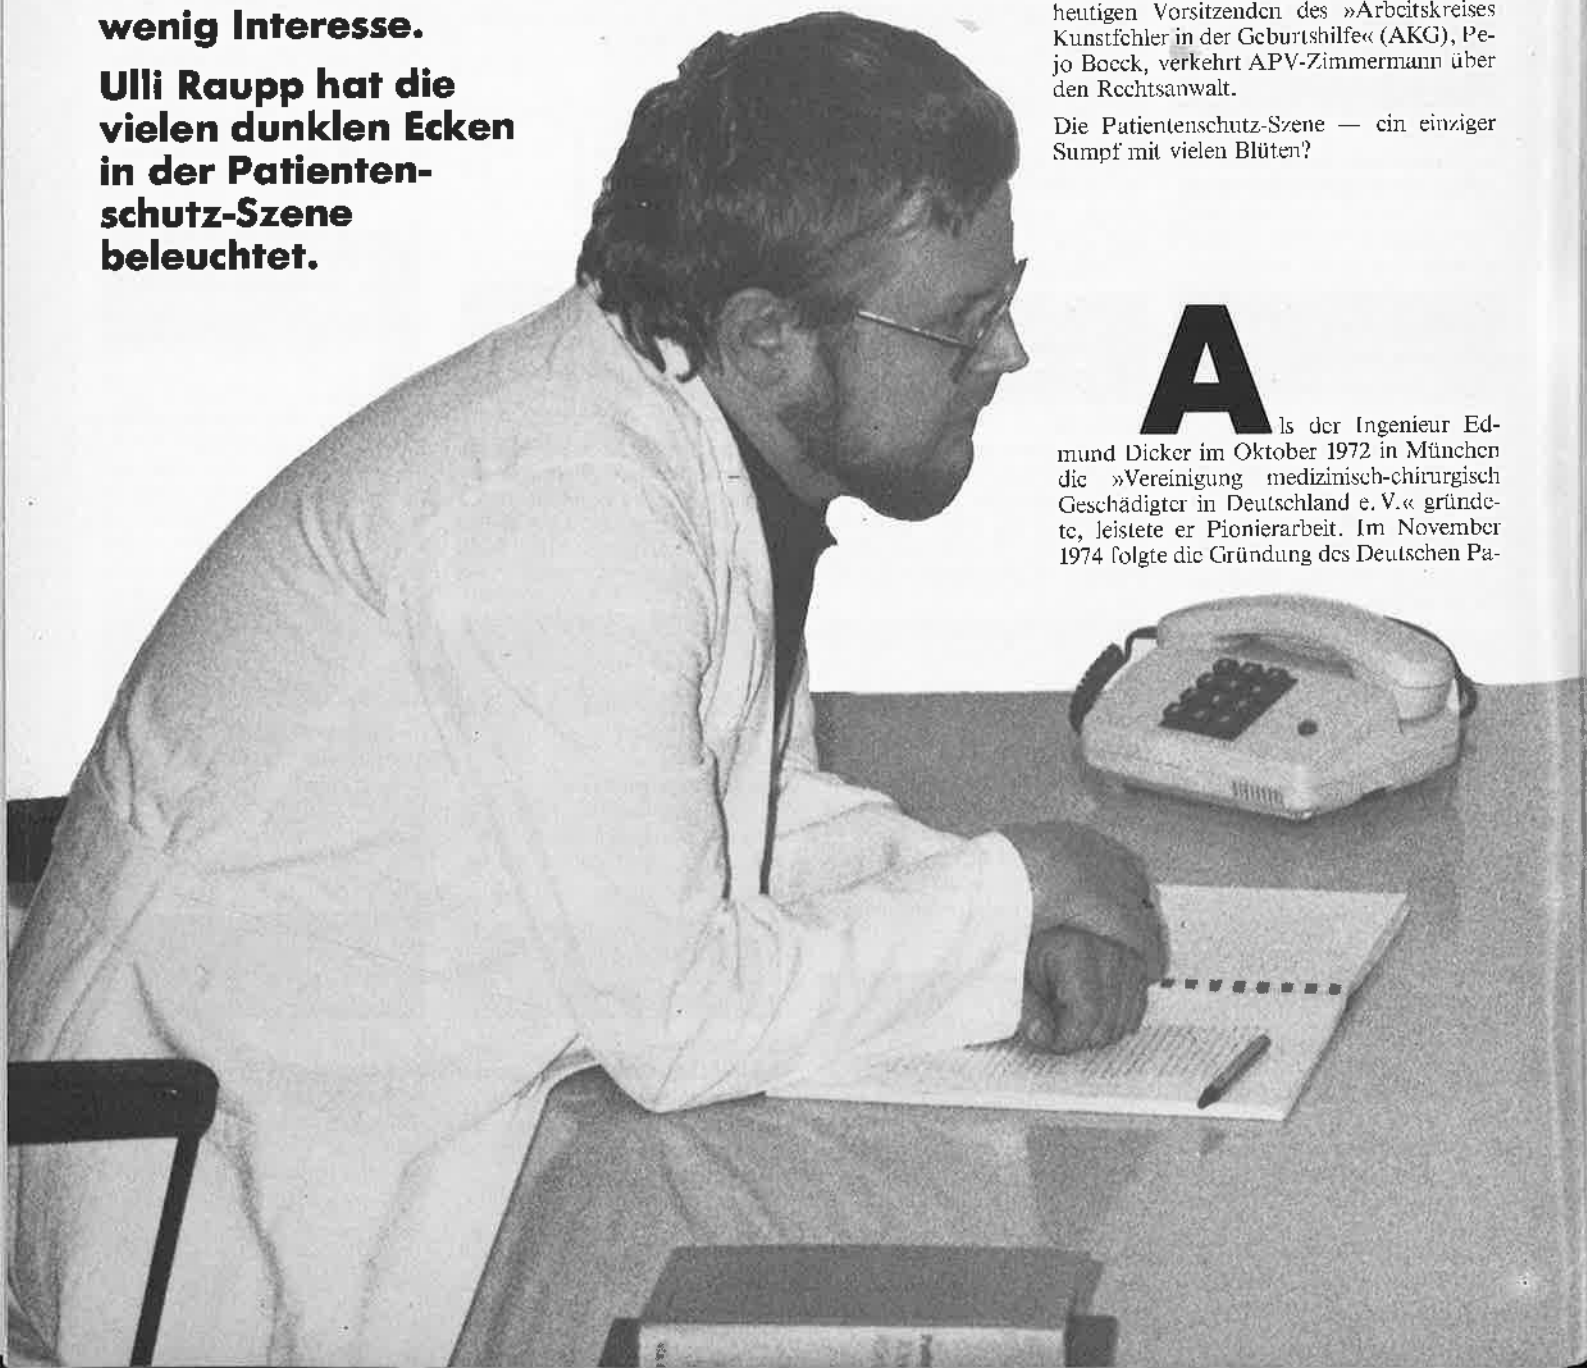 wenig Interesse.
Ulli Raupp hat die
vielen dunklen Ecken
in der Patienten-
schutz-Szene
beleuchtet.
heutigen Vorsitzenden des »Arbeitskreises
Kunstfehler in der Geburtshilfe« (AKG), Pe-
jo Boeck, verkehrt APV-Zimmermann über
den Rechtsanwalt.
Die Patientenschutz-Szene — ein einziger
Sumpf mit vielen Blüten?
Als der Ingenieur Ed-
mund Dicker im Oktober 1972 in München
die »Vereinigung medizinisch-chirurgisch
Geschädigter in Deutschland e. V.« gründe-
te, leistete er Pionierarbeit. Im November
1974 folgte die Gründung des Deutschen Pa-